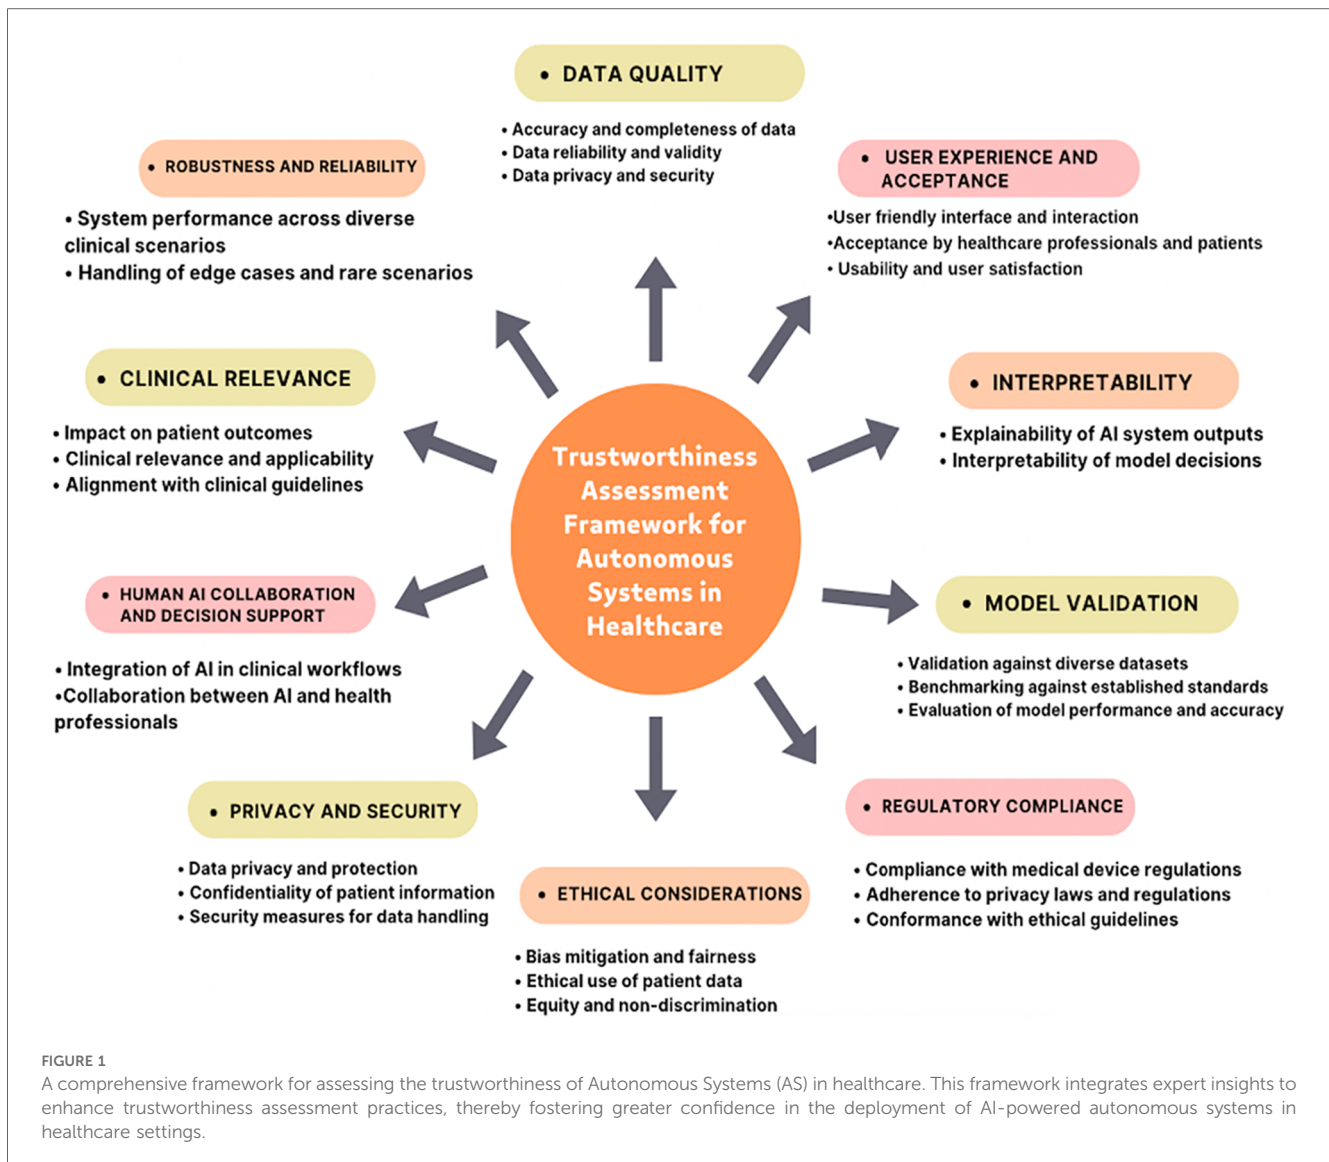 • DATA QUALITY
• Accuracy and completeness of data
• Data reliability and validity
• Data privacy and security
• USER EXPERIENCE AND
ACCEPTANCE
•User friendly interface and interaction
•Acceptance by healthcare professionals and patients
• Usability and user satisfaction
• INTERPRETABILITY
• Explainability of AI system outputs
• Interpretability of model decisions
• MODEL VALIDATION
• Validation against diverse datasets
• Benchmarking against established standards
• Evaluation of model performance and accuracy
• REGULATORY COMPLIANCE
• Compliance with medical device regulations
• Adherence to privacy laws and regulations
• Conformance with ethical guidelines
• ETHICAL CONSIDERATIONS
• Bias mitigation and fairness
• Ethical use of patient data
• Equity and non-discrimination
• PRIVACY AND SECURITY
• Data privacy and protection
• Confidentiality of patient information
• Security measures for data handling
• HUMAN AI COLLABORATION
AND DECISION SUPPORT
• Integration of AI in clinical workflows
•Collaboration between AI and health
professionals
• CLINICAL RELEVANCE
• Impact on patient outcomes
• Clinical relevance and applicability
• Alignment with clinical guidelines
• ROBUSTNESS AND RELIABILITY
• System performance across diverse
clinical scenarios
• Handling of edge cases and rare scenarios
Trustworthiness
Assessment
Framework for
Autonomous
Systems in
Healthcare
FIGURE 1
A comprehensive framework for assessing the trustworthiness of Autonomous Systems (AS) in healthcare. This framework integrates expert insights to
enhance trustworthiness assessment practices, thereby fostering greater confidence in the deployment of AI-powered autonomous systems in
healthcare settings.